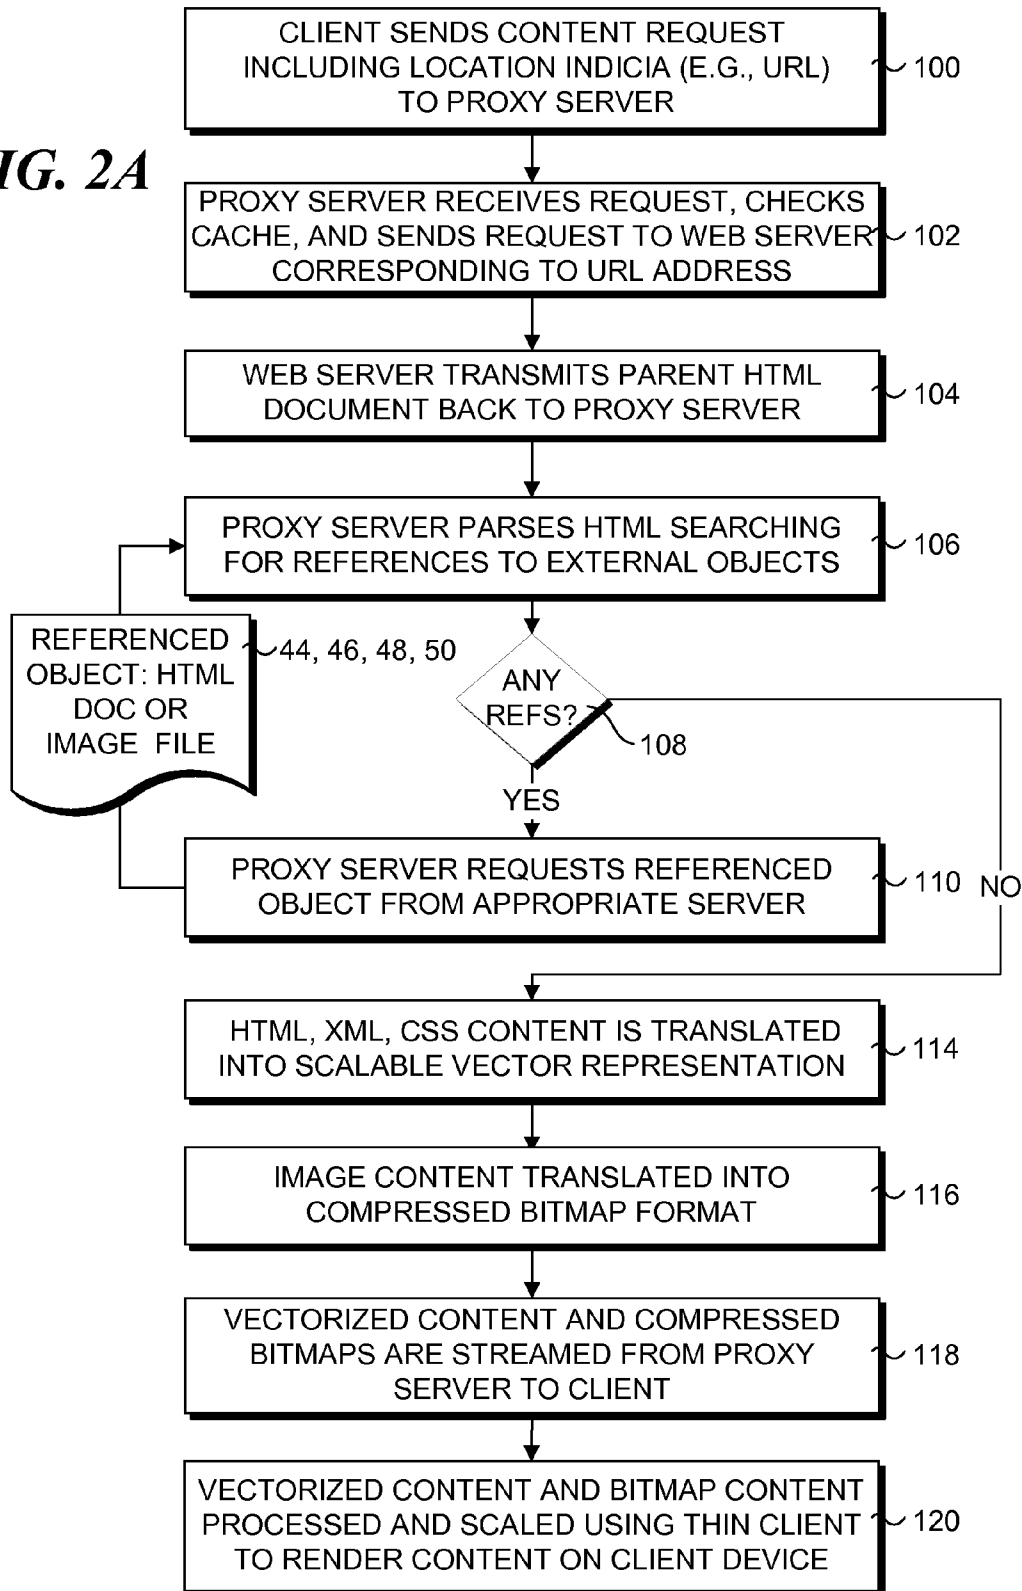 CLIENT SENDS CONTENT REQUEST
INCLUDING LOCATION INDICIA (E.G., URL)
TO PROXY SERVER
100
IG. 2A
PROXY SERVER RECEIVES REQUEST, CHECKS
CACHE, AND SENDS REQUEST TO WEB SERVER
CORRESPONDING TO URL ADDRESS
102
WEB SERVER TRANSMITS PARENT HTML
DOCUMENT BACK TO PROXY SERVER
104
PROXY SERVER PARSES HTML SEARCHING
FOR REFERENCES TO EXTERNAL OBJECTS
106
REFERENCED
OBJECT: HTML
DOC OR
IMAGE FILE
44, 46, 48, 50
ANY
REFS?
108
YES
PROXY SERVER REQUESTS REFERENCED
OBJECT FROM APPROPRIATE SERVER
110
NO
HTML, XML, CSS CONTENT IS TRANSLATED
INTO SCALABLE VECTOR REPRESENTATION
114
IMAGE CONTENT TRANSLATED INTO
COMPRESSED BITMAP FORMAT
116
VECTORIZED CONTENT AND COMPRESSED
BITMAPS ARE STREAMED FROM PROXY
SERVER TO CLIENT
118
VECTORIZED CONTENT AND BITMAP CONTENT
PROCESSED AND SCALED USING THIN CLIENT
TO RENDER CONTENT ON CLIENT DEVICE
120